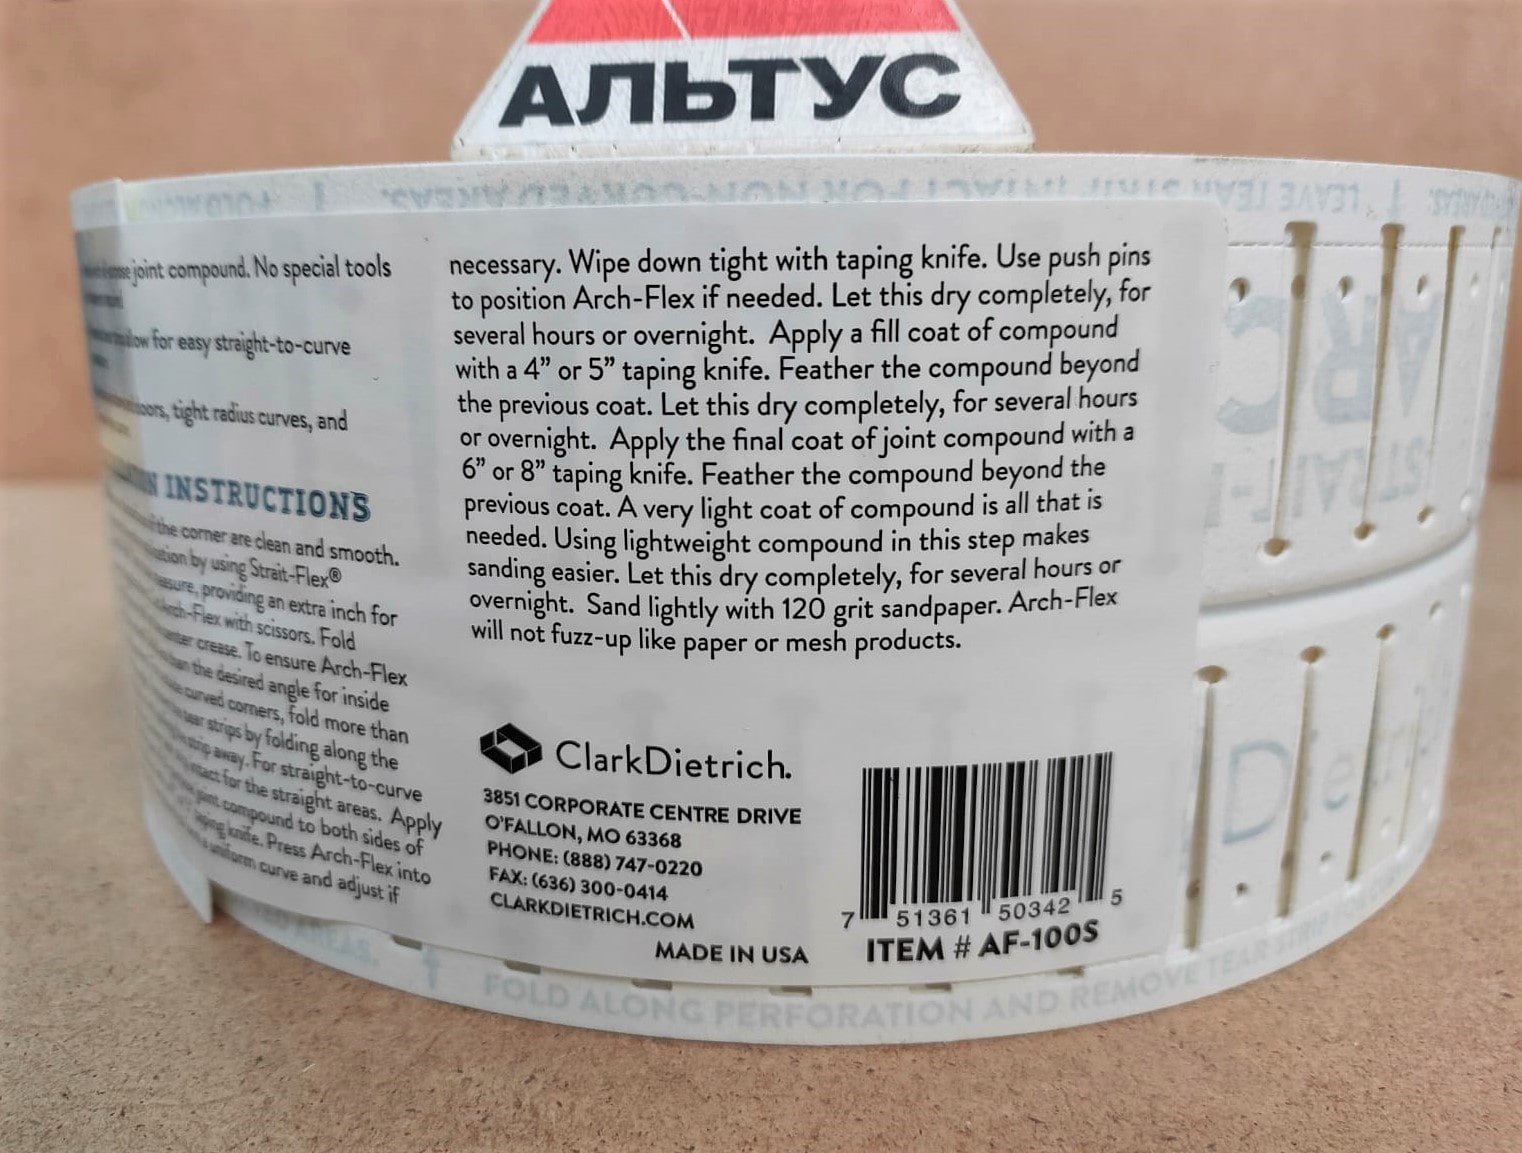 АЛЬТУС
LEAVE TEAR STRIP INTACT FOR NON-CURVED AREAS.
joint compound. No special tools
for easy straight-to-curve
tight radius curves, and
INSTRUCTIONS
the corner are clean and smooth.
by using Strait-Flex®
providing an extra inch for
Arch-Flex with scissors. Fold
crease. To ensure Arch-Flex
the desired angle for inside
curved corners, fold more than
tear strips by folding along the
strip away. For straight-to-curve
intact for the straight areas. Apply
joint compound to both sides of
knife. Press Arch-Flex into
uniform curve and adjust if
necessary. Wipe down tight with taping knife. Use push pins
to position Arch-Flex if needed. Let this dry completely, for
several hours or overnight. Apply a fill coat of compound
with a 4” or 5” taping knife. Feather the compound beyond
the previous coat. Let this dry completely, for several hours
or overnight. Apply the final coat of joint compound with a
6” or 8” taping knife. Feather the compound beyond the
previous coat. A very light coat of compound is all that is
needed. Using lightweight compound in this step makes
sanding easier. Let this dry completely, for several hours or
overnight. Sand lightly with 120 grit sandpaper. Arch-Flex
will not fuzz-up like paper or mesh products.
ClarkDietrich.
3851 CORPORATE CENTRE DRIVE
O'FALLON, MO 63368
PHONE: (888) 747-0220
FAX: (636) 300-0414
CLARKDIETRICH.COM
MADE IN USA
7 51361 50342 5
ITEM # AF-100S
FOLD ALONG PERFORATION AND REMOVE TEAR STRIP